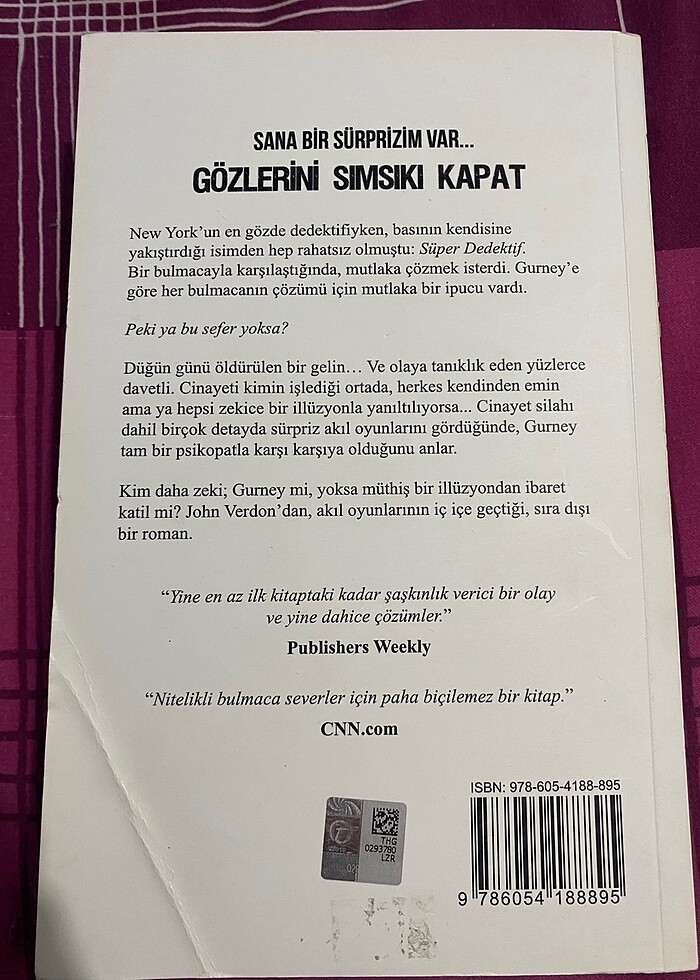 SANA BİR SÜRPRİZİM VAR...
GÖZLERİNİ SIMSIKI KAPAT
New York'un en gözde dedektifiyken, basının kendisine
yakıştırdığı isimden hep rahatsız olmuştu: Süper Dedektif.
Bir bulmacayla karşılaştığında, mutlaka çözmek isterdi. Gurney'e
göre her bulmacanın çözümü için mutlaka bir ipucu vardı.
Peki ya bu sefer yoksa?
Düğün günü öldürülen bir gelin… Ve olaya tanıklık eden yüzlerce
davetli. Cinayeti kimin işlediği ortada, herkes kendinden emin
ama ya hepsi zekice bir illüzyonla yanıltılıyorsa... Cinayet silahı
dahil birçok detayda sürpriz akıl oyunlarını gördüğünde, Gurney
tam bir psikopatla karşı karşıya olduğunu anlar.
Kim daha zeki; Gurney mi, yoksa müthiş bir illüzyondan ibaret
katil mi? John Verdon'dan, akıl oyunlarının iç içe geçtiği, sıra dışı
bir roman.
“Yine en az ilk kitaptaki kadar şaşkınlık verici bir olay
ve yine dahice çözümler.”
Publishers Weekly
“Nitelikli bulmaca severler için paha biçilemez bir kitap.”
CNN.com
ISBN: 978-605-4188-895
THG
0293780
LZR
9 786054 188895